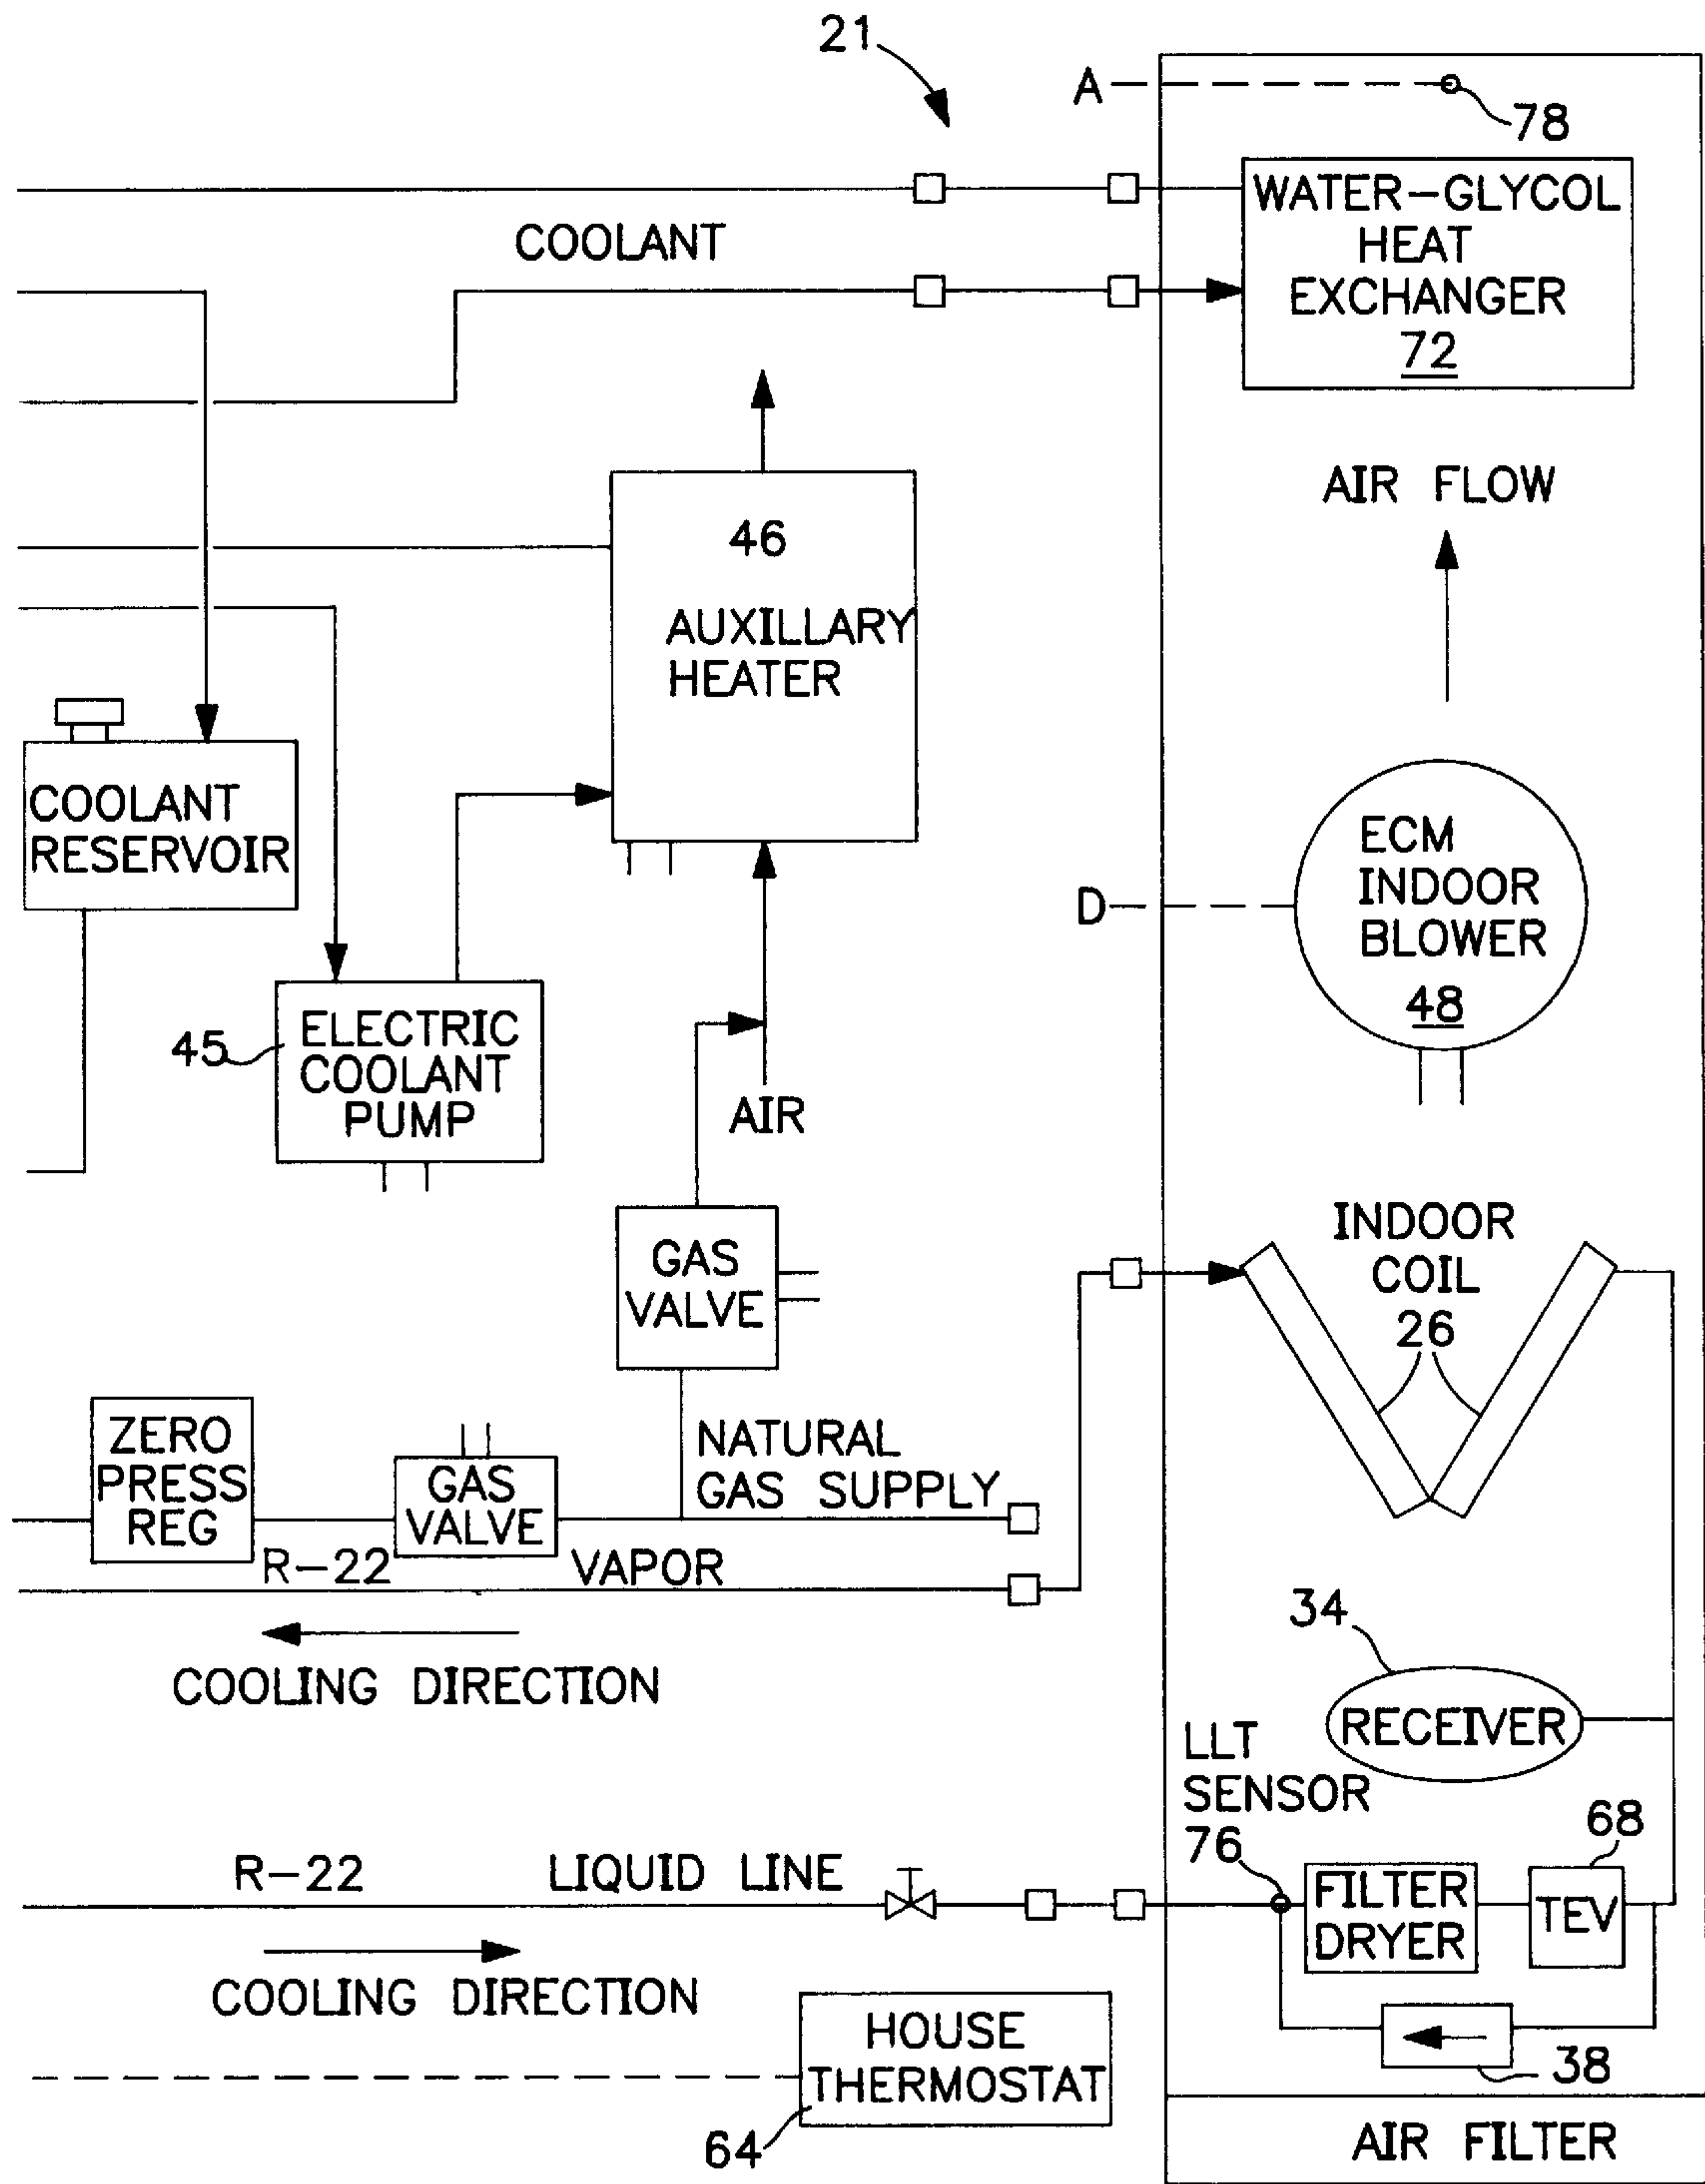 21
A
78
WATER-GLYCOL
HEAT
EXCHANGER
72
COOLANT
AIR FLOW
46
AUXILLARY
HEATER
COOLANT
RESERVOIR
ECM
INDOOR
BLOWER
48
D
45
ELECTRIC
COOLANT
PUMP
AIR
GAS
VALVE
INDOOR
COIL
26
ZERO
PRESS
REG
GAS
VALVE
NATURAL
GAS SUPPLY
R-22 VAPOR
COOLING DIRECTION
34
RECEIVER
LLT
SENSOR
76
68
R-22 LIQUID LINE
FILTER
DRYER
TEV
COOLING DIRECTION
HOUSE
THERMOSTAT
64
38
AIR FILTER